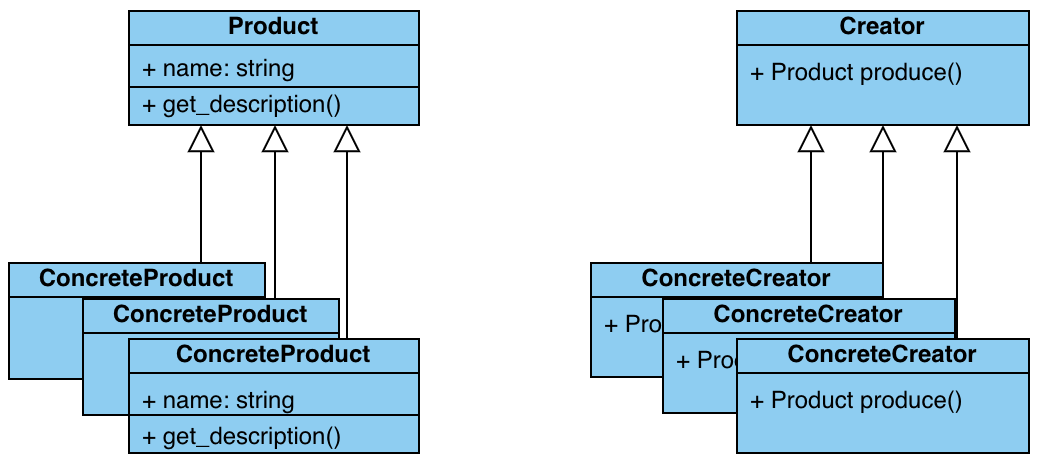 Product
+ name: string
+ get_description()
Creator
+ Product produce()
ConcreteProduct
ConcreteProduct
ConcreteProduct
+ name: string
+ get_description()
ConcreteCreator
+ Pro
ConcreteCreator
+ Pro
ConcreteCreator
+ Product produce()